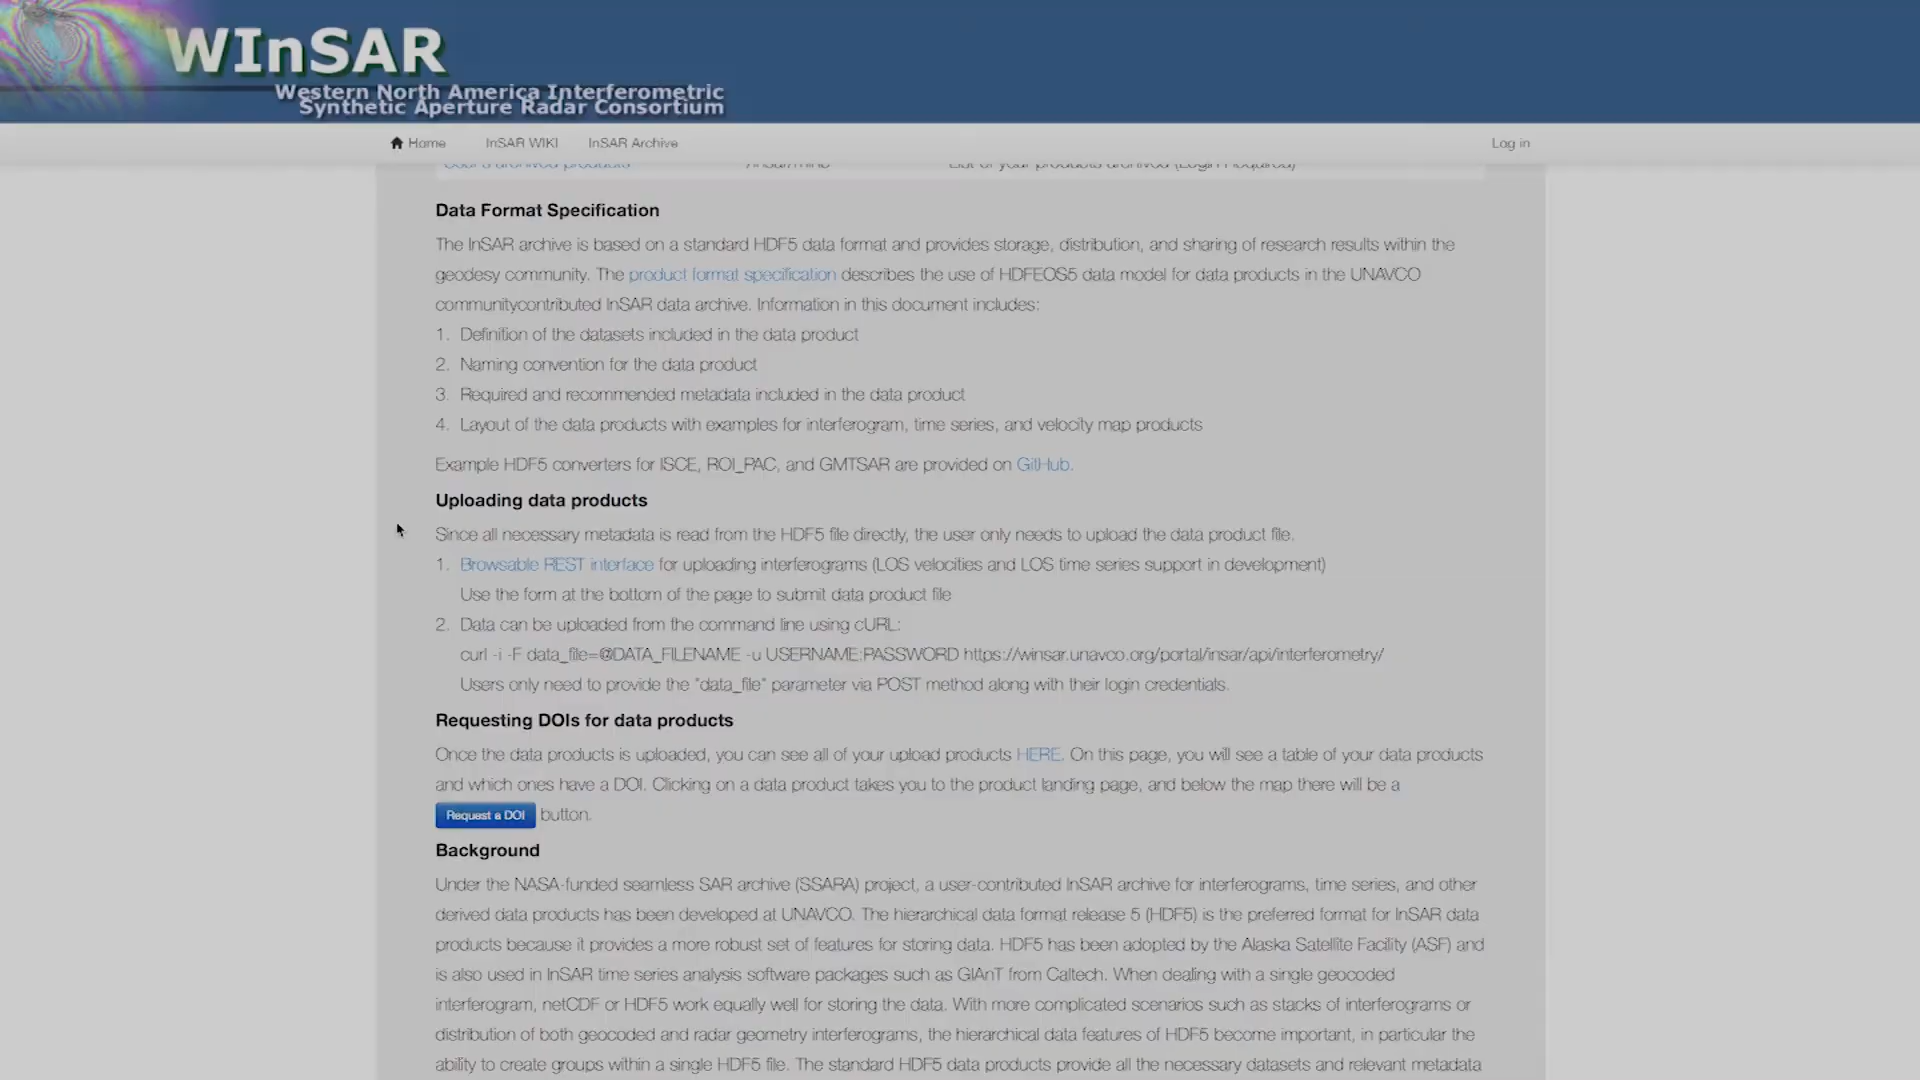 WInSAR
Western North America Interferometric
Synthetic Aperture Radar Consortium
Home InSAR WIKI InSAR Archive Log in
List of your products archived (Login Required)
Data Format Specification
The InSAR archive is based on a standard HDF5 data format and provides storage, distribution, and sharing of research results within the
geodesy community. The product format specification describes the use of HDFEOS5 data model for data products in the UNAVCO
communitycontributed InSAR data archive. Information in this document includes:
1. Definition of the datasets included in the data product
2. Naming convention for the data product
3. Required and recommended metadata included in the data product
4. Layout of the data products with examples for interferogram, time series, and velocity map products
Example HDF5 converters for ISCE, ROI_PAC, and GMTSAR are provided on GitHub.
Uploading data products
Since all necessary metadata is read from the HDF5 file directly, the user only needs to upload the data product file.
1. Browsable REST interface for uploading interferograms (LOS velocities and LOS time series support in development)
Use the form at the bottom of the page to submit data product file
2. Data can be uploaded from the command line using cURL:
curl -i -F data_file=@DATA_FILENAME -u USERNAME:PASSWORD https://winsar.unavco.org/portal/insar/api/interferometry/
Users only need to provide the "data_file" parameter via POST method along with their login credentials.
Requesting DOIs for data products
Once the data products is uploaded, you can see all of your upload products HERE. On this page, you will see a table of your data products
and which ones have a DOI. Clicking on a data product takes you to the product landing page, and below the map there will be a
Request a DOI button.
Background
Under the NASA-funded seamless SAR archive (SSARA) project, a user-contributed InSAR archive for interferograms, time series, and other
derived data products has been developed at UNAVCO. The hierarchical data format release 5 (HDF5) is the preferred format for InSAR data
products because it provides a more robust set of features for storing data. HDF5 has been adopted by the Alaska Satellite Facility (ASF) and
is also used in InSAR time series analysis software packages such as GIAnT from Caltech. When dealing with a single geocoded
interferogram, netCDF or HDF5 work equally well for storing the data. With more complicated scenarios such as stacks of interferograms or
distribution of both geocoded and radar geometry interferograms, the hierarchical data features of HDF5 become important, in particular the
ability to create groups within a single HDF5 file. The standard HDF5 data products provide all the necessary datasets and relevant metadata